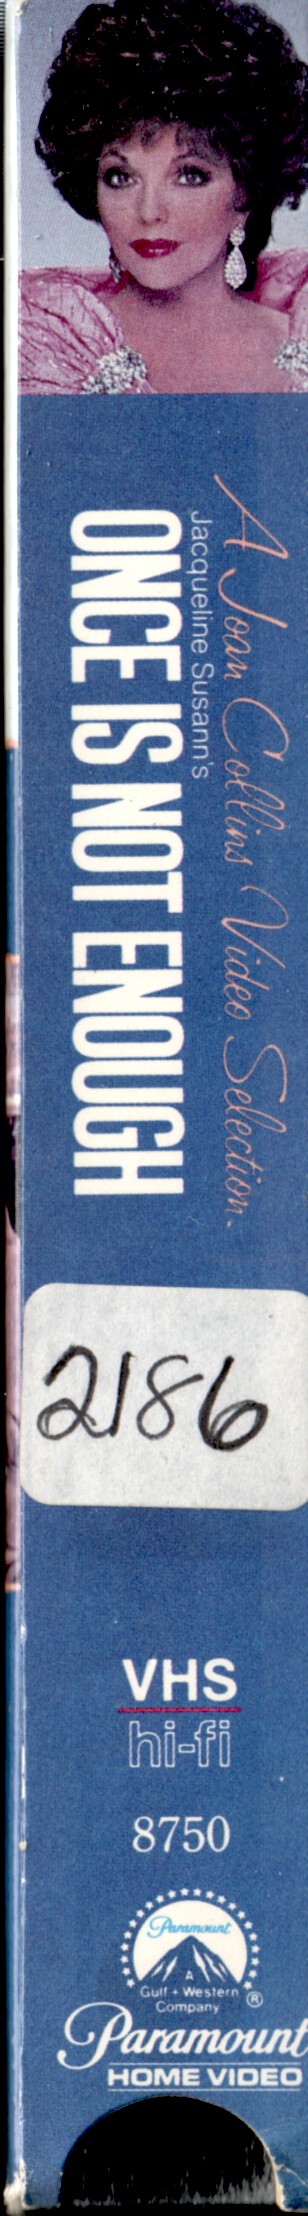 A Joan Collins Video Selection.
Jacqueline Susann's
ONCE IS NOT ENOUGH
2186
VHS
hi-fi
8750
Paramount
A
Gulf + Western
Company ®
Paramount
HOME VIDEO